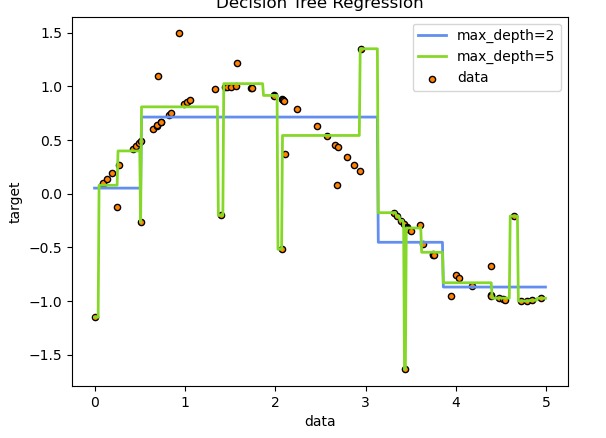 Decision Tree Regression
1.5
1.0
0.5
0.0
−0.5
−1.0
−1.5
target
max_depth=2
max_depth=5
data
0
1
2
3
4
5
data